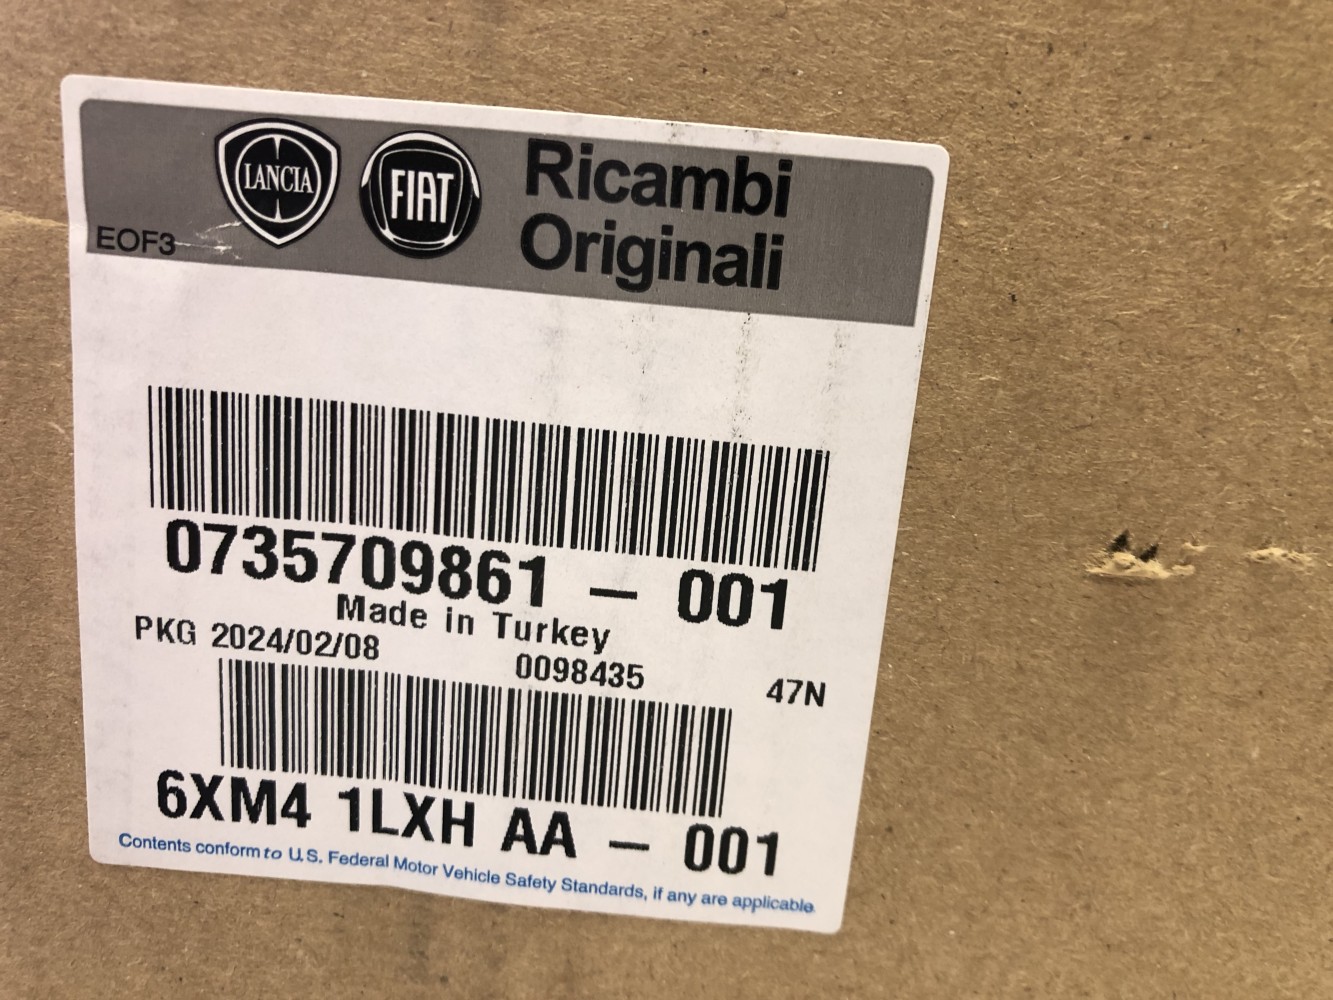 LANCIA FIAT Ricambi
Originali
EOF3
0735709861 - 001
Made in Turkey
PKG 2024/02/08 0098435 47N
6XM4 1LXH AA - 001
Contents conform to U.S. Federal Motor Vehicle Safety Standards, if any are applicable.